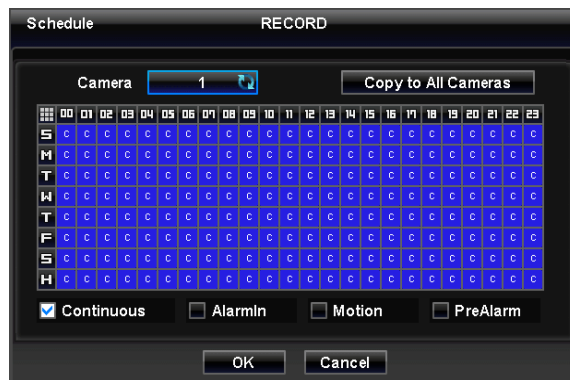 Schedule RECORD
Camera 1 Copy to All Cameras
00 01 02 03 04 05 06 07 08 09 10 11 12 13 14 15 16 17 18 19 20 21 22 23
S C C C C C C C C C C C C C C C C C C C C C C C C
M C C C C C C C C C C C C C C C C C C C C C C C C
T C C C C C C C C C C C C C C C C C C C C C C C C
W C C C C C C C C C C C C C C C C C C C C C C C C
T C C C C C C C C C C C C C C C C C C C C C C C C
F C C C C C C C C C C C C C C C C C C C C C C C C
S C C C C C C C C C C C C C C C C C C C C C C C C
H C C C C C C C C C C C C C C C C C C C C C C C C
Continuous AlarmIn Motion PreAlarm
OK Cancel